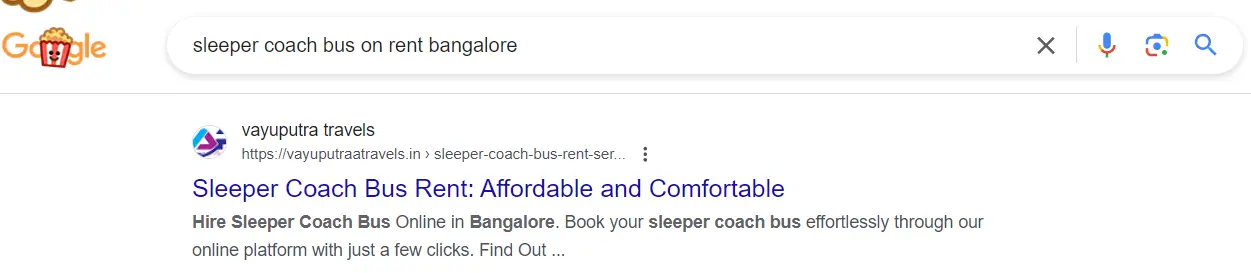 Google
sleeper coach bus on rent bangalore
vayuputra travels
https://vayuputraatravels.in › sleeper-coach-bus-rent-ser...
Sleeper Coach Bus Rent: Affordable and Comfortable
Hire Sleeper Coach Bus Online in Bangalore. Book your sleeper coach bus effortlessly through our
online platform with just a few clicks. Find Out ...